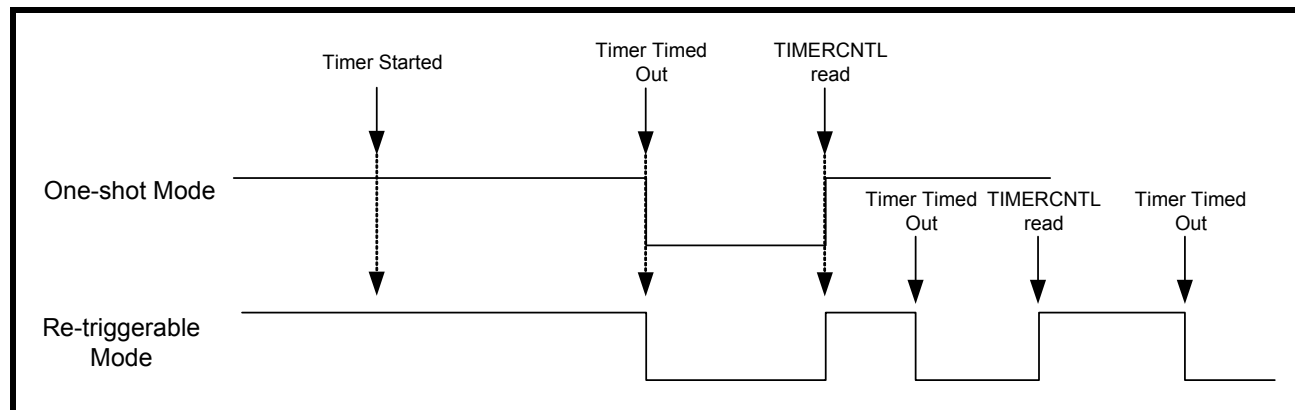 Timer Started
Timer Timed
Out
TIMERCNTL
read
One-shot Mode
Timer Timed
Out
TIMERCNTL
read
Timer Timed
Out
Re-triggerable
Mode